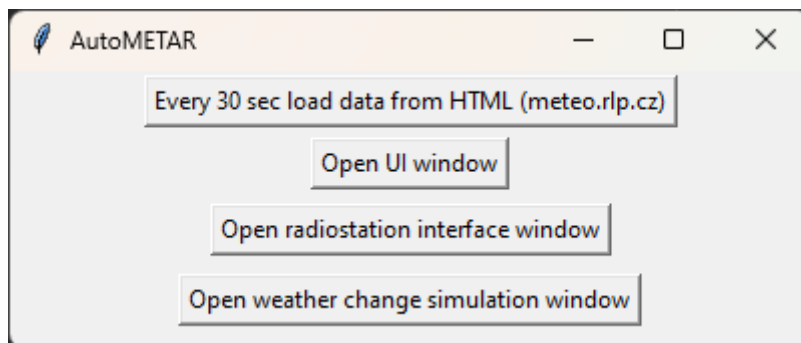 AutoMETAR
Every 30 sec load data from HTML (meteo.rlp.cz)
Open UI window
Open radiostation interface window
Open weather change simulation window